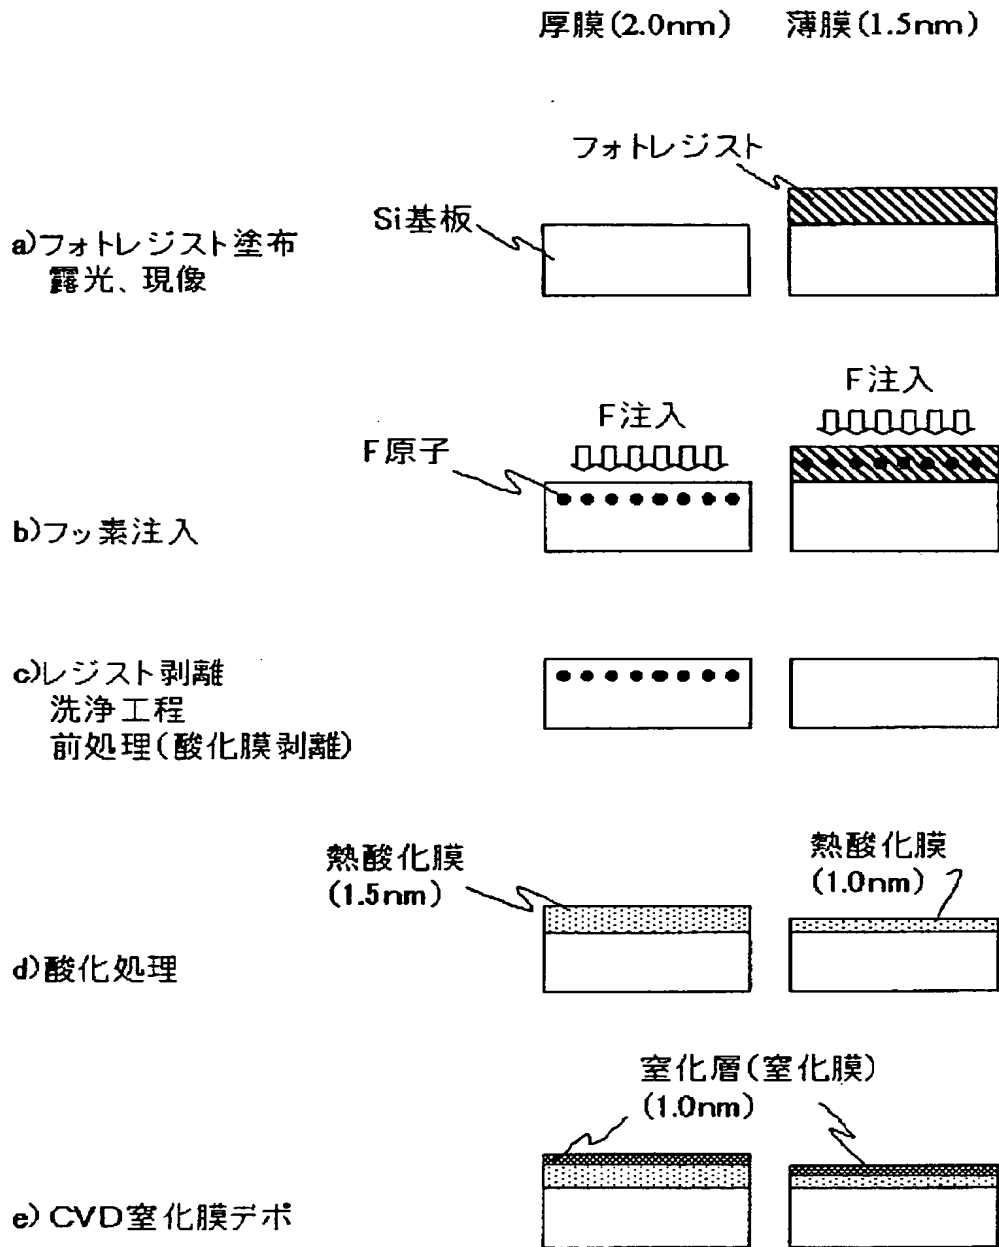 厚膜(2.0nm) 薄膜(1.5nm)
フォトレジスト
Si基板
a)フォトレジスト塗布
露光、現像
F注入
F注入
F原子
b)フッ素注入
c)レジスト剥離
洗浄工程
前処理(酸化膜剥離)
熱酸化膜
(1.5nm)
熱酸化膜
(1.0nm)
d)酸化処理
窒化層(窒化膜)
(1.0nm)
e) CVD窒化膜デポ